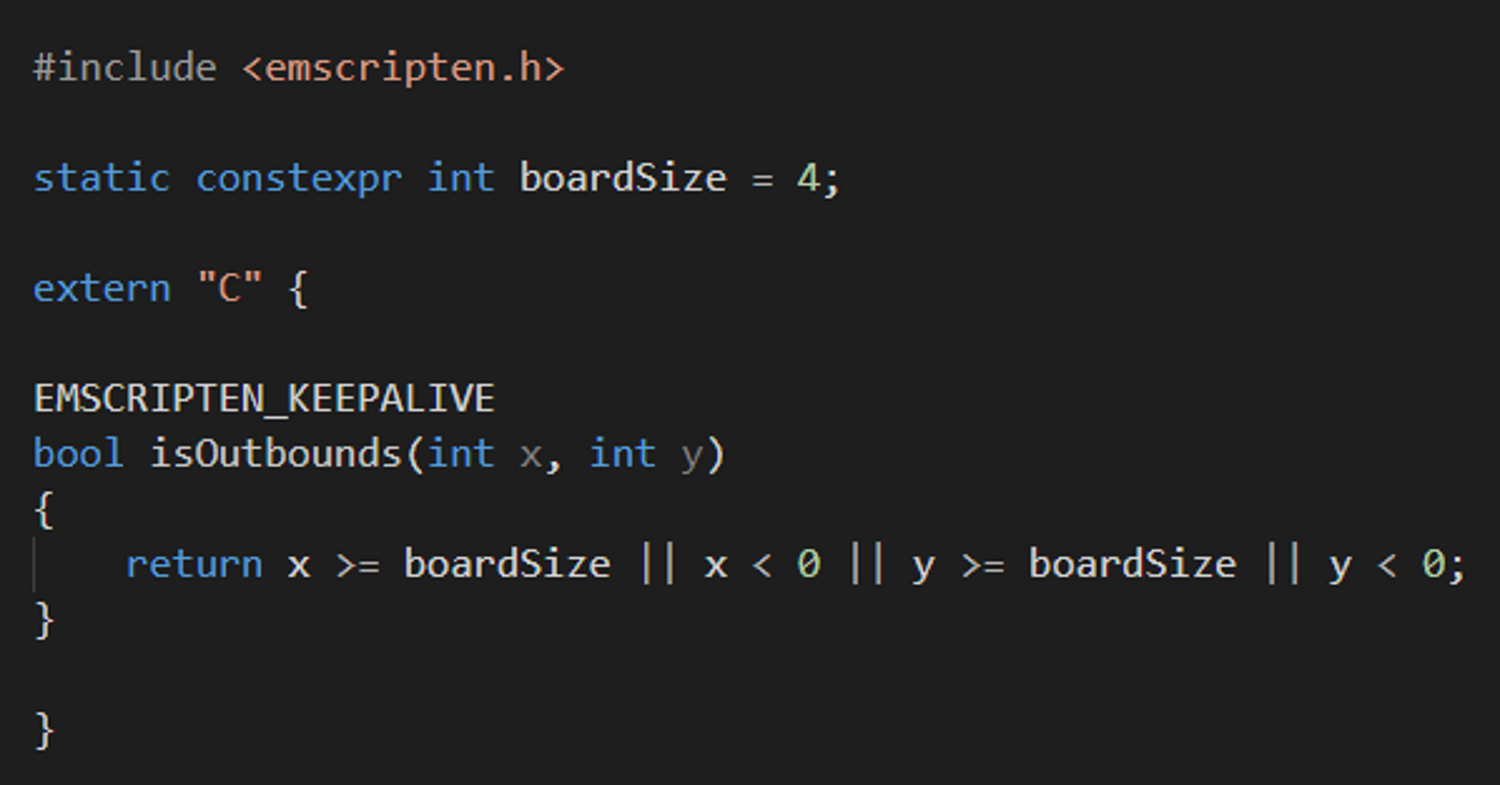 #include <emscripten.h>
static constexpr int boardSize = 4;
extern "C" {
EMSCRIPTEN_KEEPALIVE
bool isOutbounds(int x, int y)
{
    return x >= boardSize || x < 0 || y >= boardSize || y < 0;
}
}